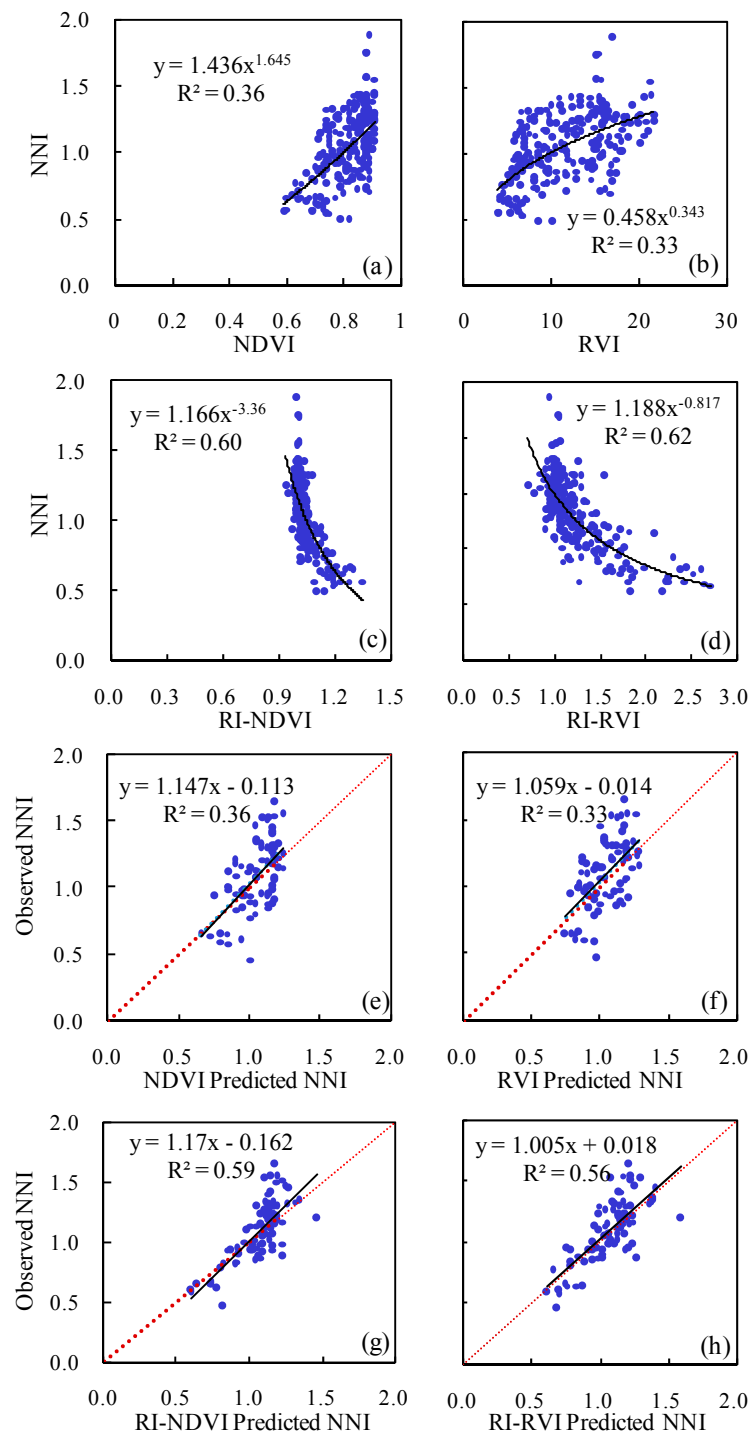 2.0
1.5
1.0
0.5
0.0
NNI
y = 1.436x^1.645
R² = 0.36
(a)
0 0.2 0.4 0.6 0.8 1
NDVI
y = 0.458x^0.343
R² = 0.33
(b)
0 10 20 30
RVI
2.0
1.5
1.0
0.5
0.0
NNI
y = 1.166x^-3.36
R² = 0.60
(c)
0.0 0.3 0.6 0.9 1.2 1.5
RI-NDVI
y = 1.188x^-0.817
R² = 0.62
(d)
0.0 0.5 1.0 1.5 2.0 2.5 3.0
RI-RVI
2.0
1.5
1.0
0.5
0.0
Observed NNI
y = 1.147x - 0.113
R² = 0.36
(e)
0.0 0.5 1.0 1.5 2.0
NDVI Predicted NNI
y = 1.059x - 0.014
R² = 0.33
(f)
0.0 0.5 1.0 1.5 2.0
RVI Predicted NNI
2.0
1.5
1.0
0.5
0.0
Observed NNI
y = 1.17x - 0.162
R² = 0.59
(g)
0.0 0.5 1.0 1.5 2.0
RI-NDVI Predicted NNI
y = 1.005x + 0.018
R² = 0.56
(h)
0.0 0.5 1.0 1.5 2.0
RI-RVI Predicted NNI